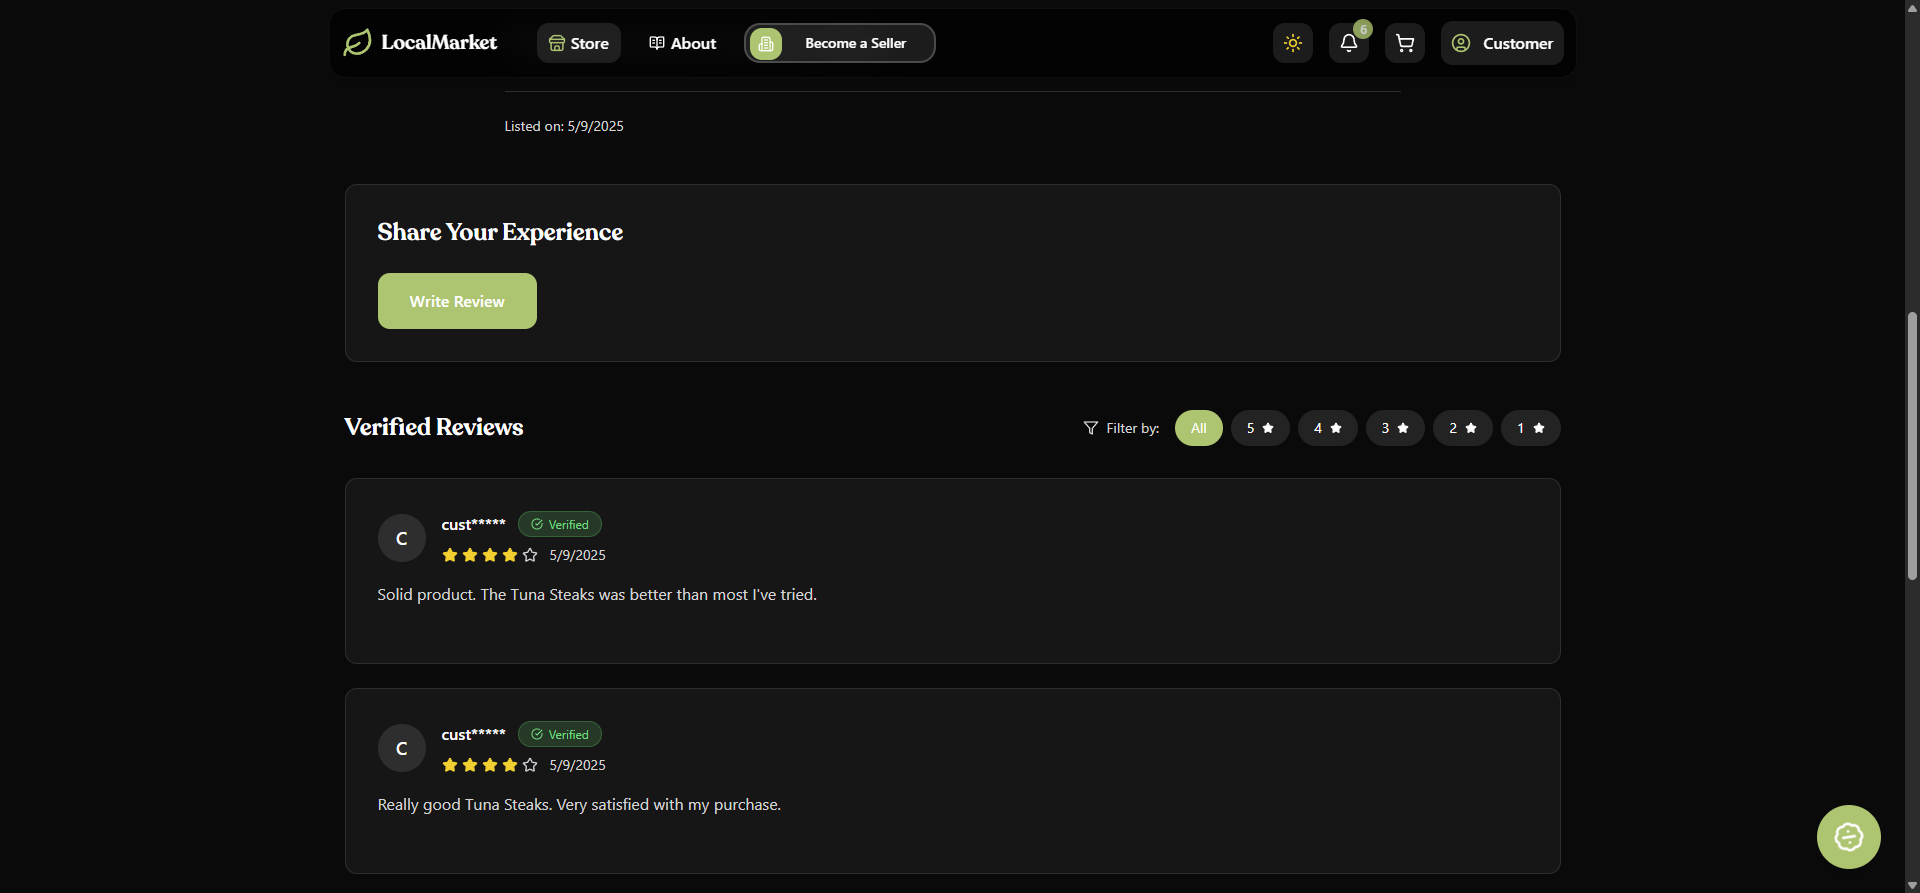 LocalMarket
Store
About
Become a Seller
6
Customer
Listed on: 5/9/2025
Share Your Experience
Write Review
Verified Reviews
Filter by:
All
5
4
3
2
1
C
cust*****
Verified
5/9/2025
Solid product. The Tuna Steaks was better than most I've tried.
C
cust*****
Verified
5/9/2025
Really good Tuna Steaks. Very satisfied with my purchase.